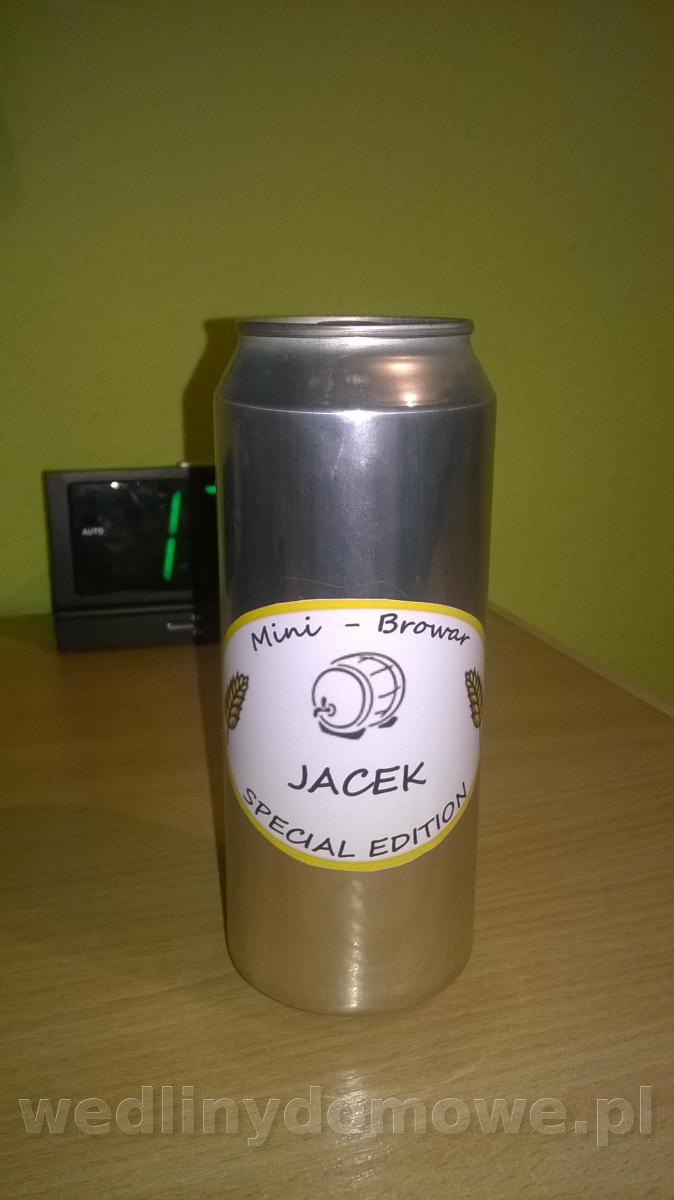 AUTO
Mini - Browar
JACEK
SPECIAL EDITION
wedlinydomowe.pl